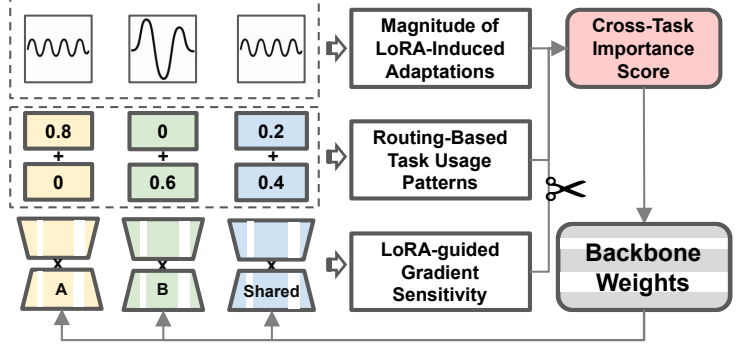 Magnitude of
LoRA-Induced
Adaptations
Cross-Task
Importance
Score
0.8
0
0.2
+
+
+
0
0.6
0.4
Routing-Based
Task Usage
Patterns
x
x
x
A
B
Shared
LoRA-guided
Gradient
Sensitivity
Backbone
Weights